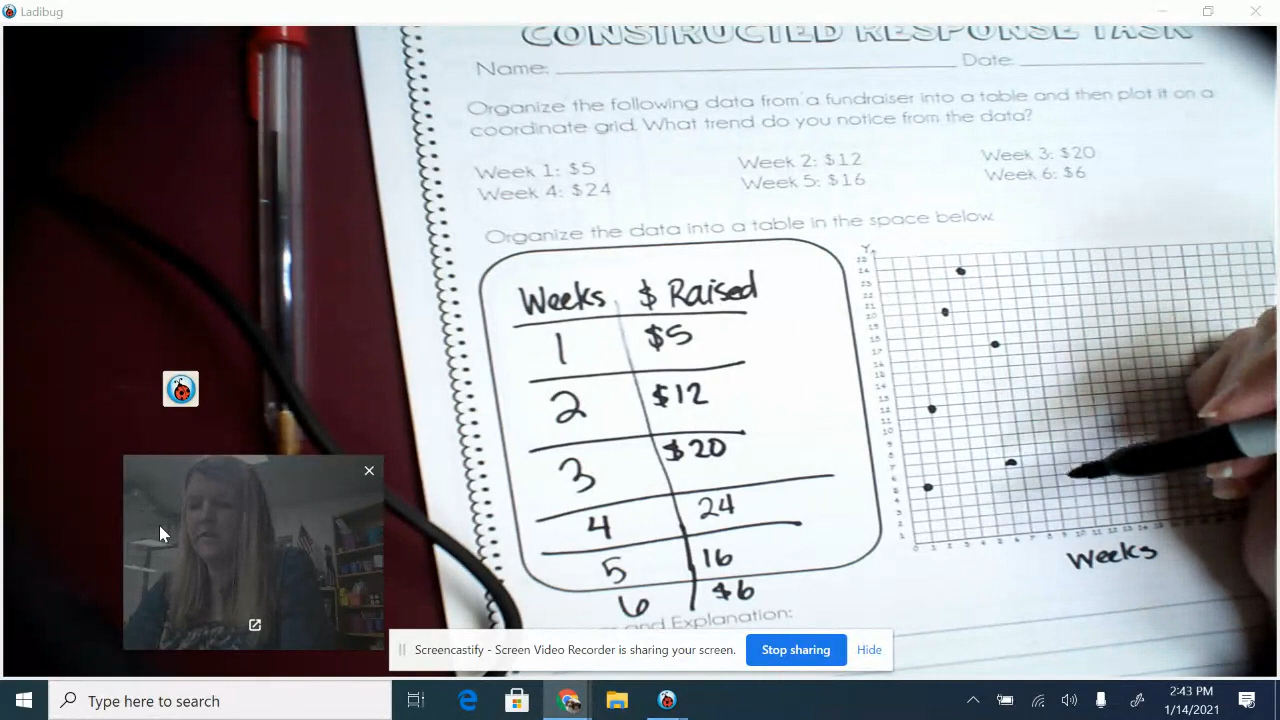 Ladibug
CONSTRUCTED RESPONSE TASK
Name: Date:
Organize the following data from a fundraiser into a table and then plot it on a
coordinate grid. What trend do you notice from the data?
Week 1: $5 Week 2: $12 Week 3: $20
Week 4: $24 Week 5: $16 Week 6: $6
Organize the data into a table in the space below.
Weeks $ Raised
1 $5
2 $12
3 $20
4 24
5 16
6 $6
Y
Weeks
and Explanation:
Screencastify - Screen Video Recorder is sharing your screen. Stop sharing Hide
Type here to search
2:43 PM
1/14/2021